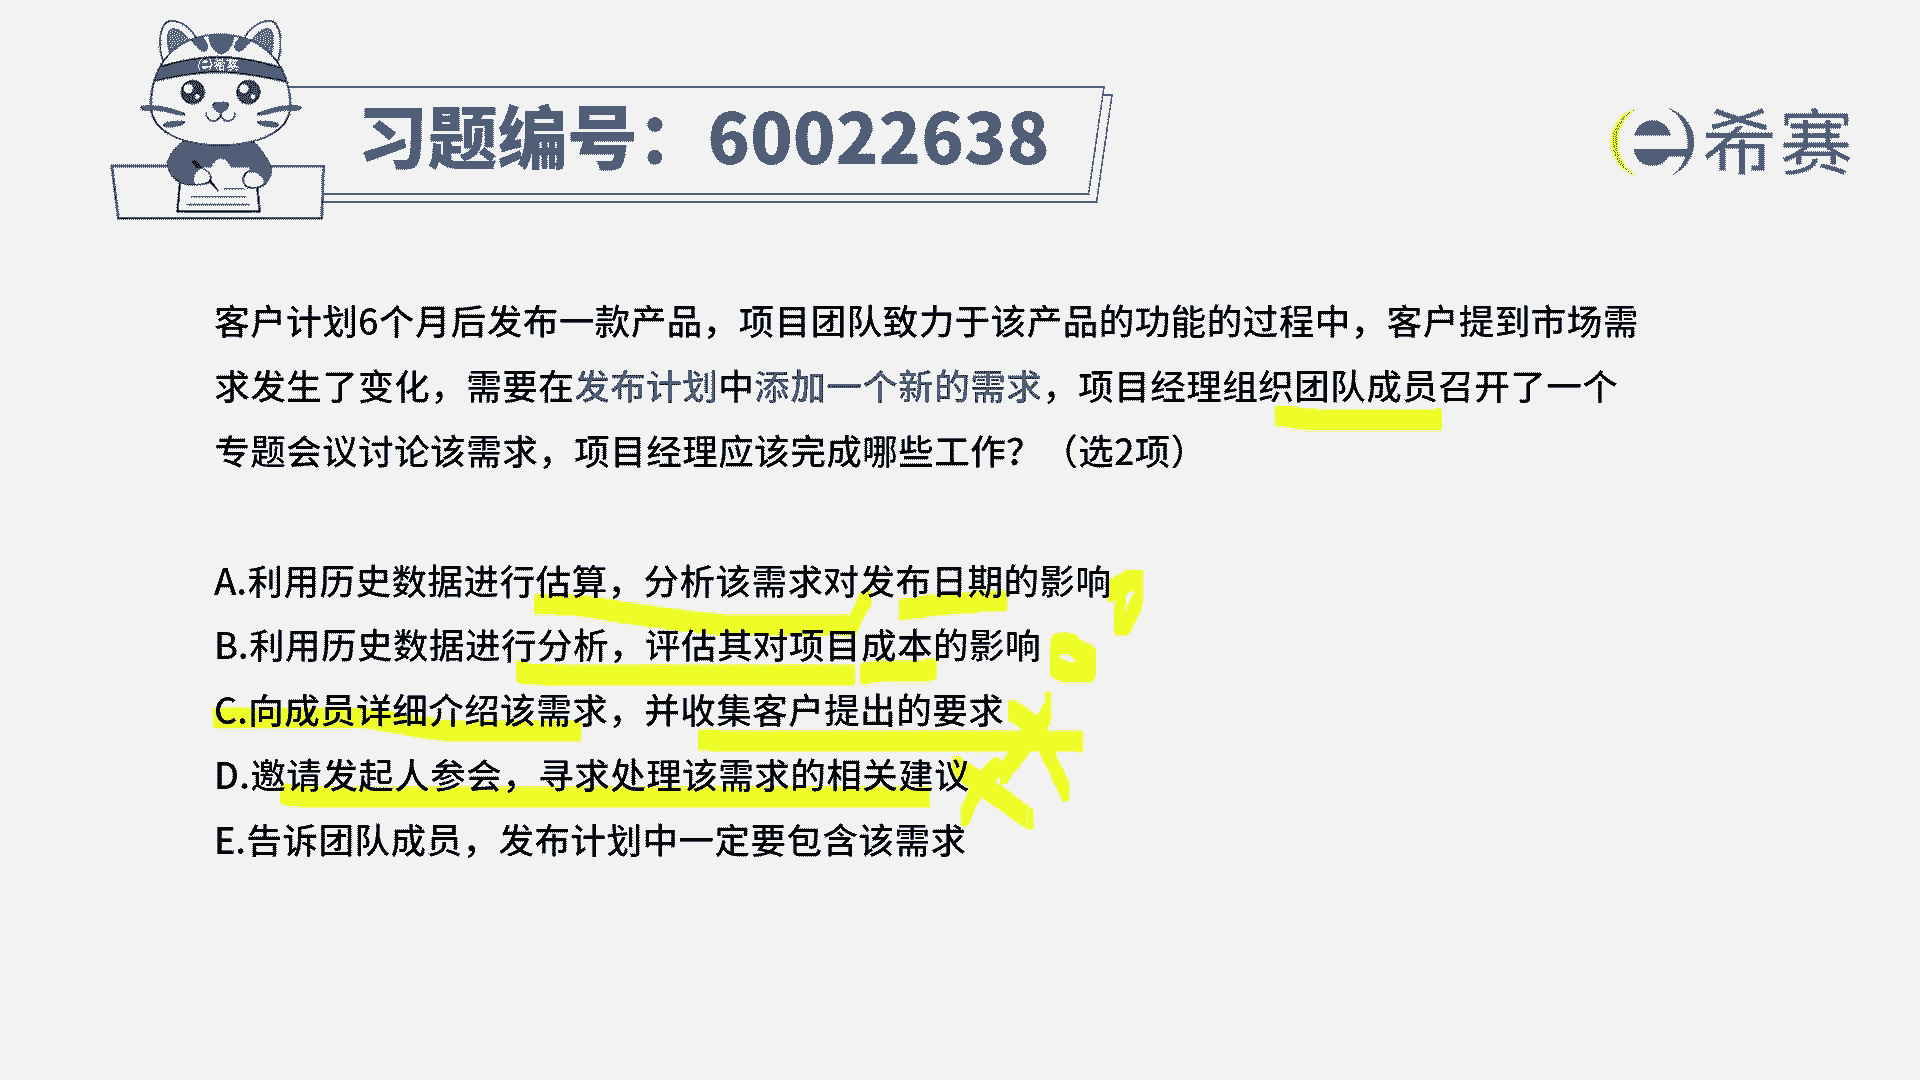 e希赛
习题编号：60022638
e希赛
客户计划6个月后发布一款产品，项目团队致力于该产品的功能的过程中，客户提到市场需
求发生了变化，需要在发布计划中添加一个新的需求，项目经理组织团队成员召开了一个
专题会议讨论该需求，项目经理应该完成哪些工作？（选2项）
A.利用历史数据进行估算，分析该需求对发布日期的影响
B.利用历史数据进行分析，评估其对项目成本的影响
C.向成员详细介绍该需求，并收集客户提出的要求
D.邀请发起人参会，寻求处理该需求的相关建议
E.告诉团队成员，发布计划中一定要包含该需求